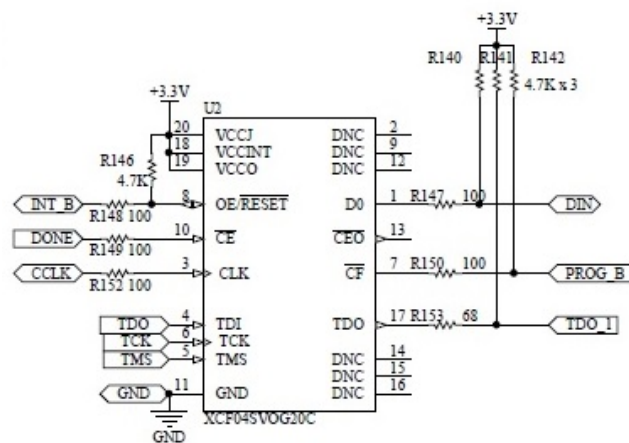 +3.3V
R140 R141 R142
4.7K x 3
+3.3V
U2
20 VCCJ DNC 2
18 VCCINT DNC 9
19 VCCO DNC 12
R146
4.7K
INT_B 8 OE/RESET D0 1 R147 100 DIN
R148 100
DONE 10 CE CEO 13
R149 100
CCLK 3 CLK CF 7 R150 100 PROG_B
R152 100
TDO 4 TDI TDO 17 R153 68 TDO_1
TCK 6 TCK
TMS 5 TMS DNC 14
DNC 15
GND 11 GND DNC 16
XCF04SVOG20C
GND